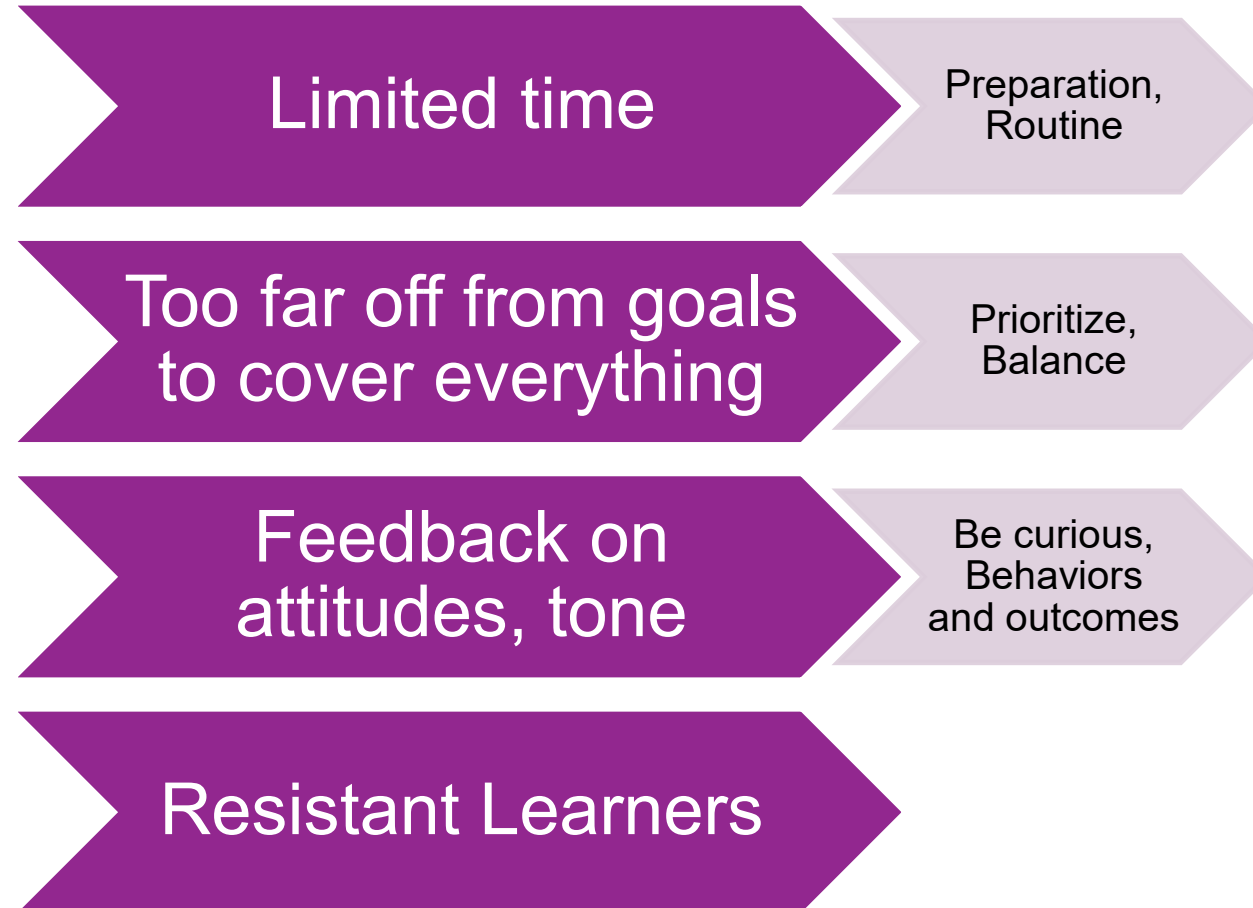 Limited time
Preparation,
Routine
Too far off from goals
to cover everything
Prioritize,
Balance
Feedback on
attitudes, tone
Be curious,
Behaviors
and outcomes
Resistant Learners